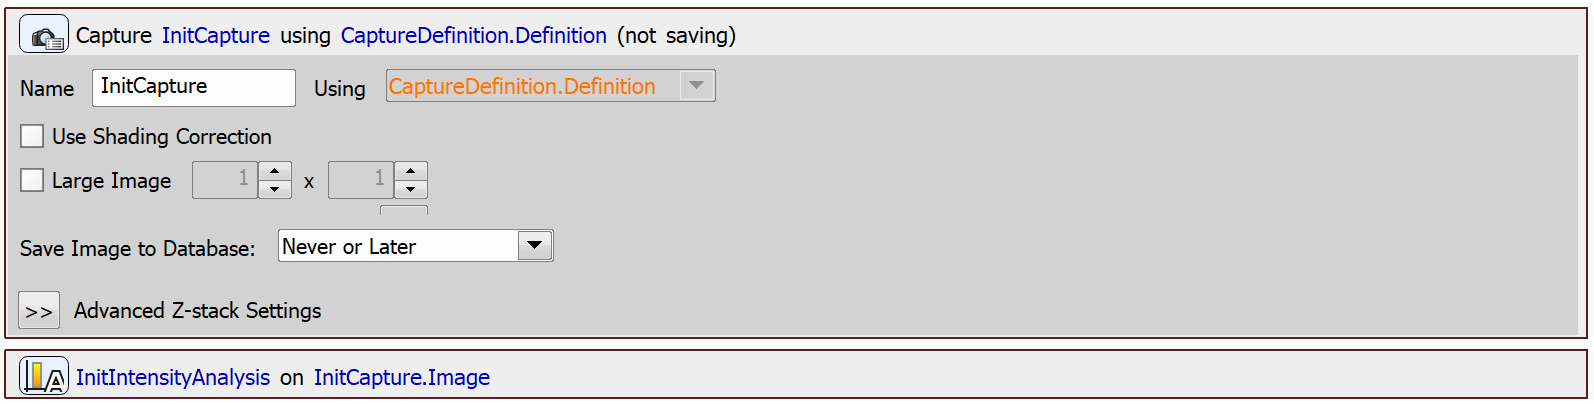 Capture InitCapture using CaptureDefinition.Definition (not saving)
Name InitCapture Using CaptureDefinition.Definition
Use Shading Correction
Large Image 1 x 1
Save Image to Database: Never or Later
>> Advanced Z-stack Settings
InitIntensityAnalysis on InitCapture.Image